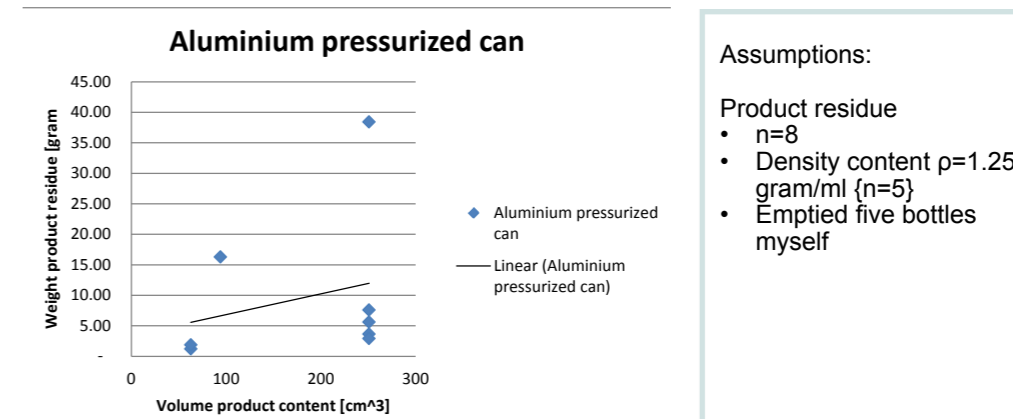 Aluminium pressurized can
45.00
40.00
35.00
30.00
25.00
20.00
15.00
10.00
5.00
-
Weight product residue [gram
0 100 200 300
Volume product content [cm^3]
Aluminium pressurized
can
Linear (Aluminium
pressurized can)
Assumptions:
Product residue
• n=8
• Density content ρ=1.25
gram/ml {n=5}
• Emptied five bottles
myself